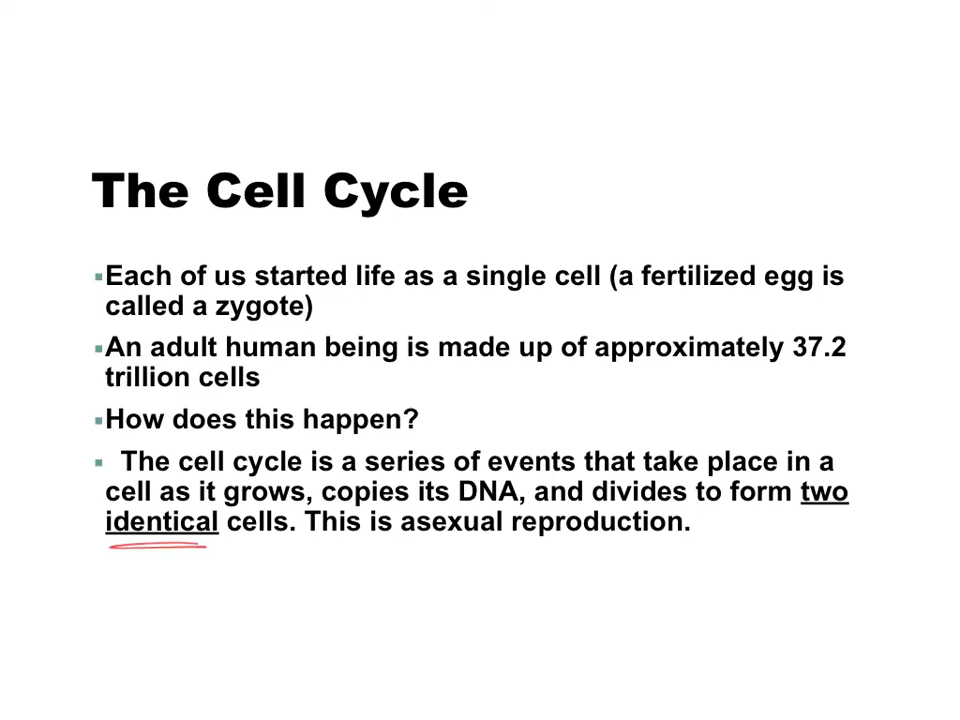 The Cell Cycle
▪Each of us started life as a single cell (a fertilized egg is
called a zygote)
▪An adult human being is made up of approximately 37.2
trillion cells
▪How does this happen?
▪ The cell cycle is a series of events that take place in a
cell as it grows, copies its DNA, and divides to form two
identical cells. This is asexual reproduction.